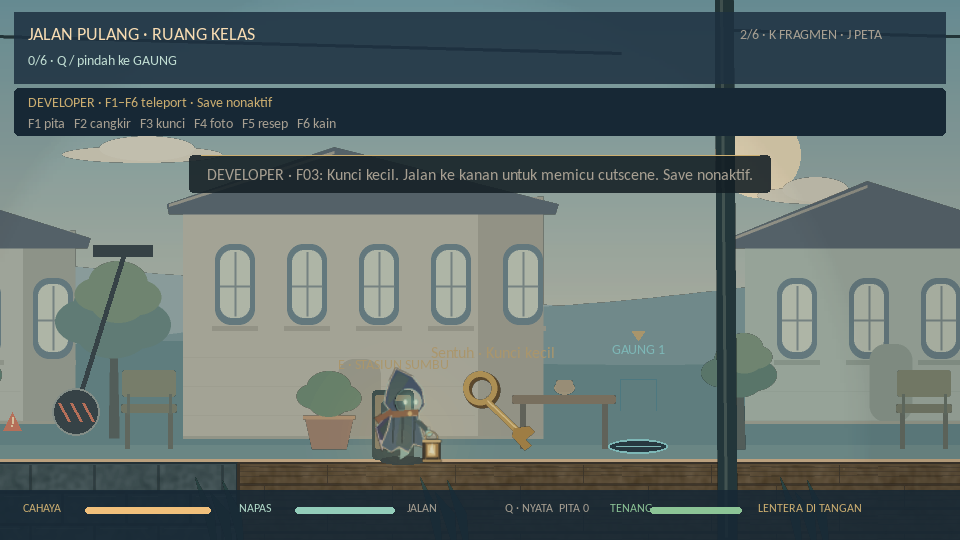 JALAN PULANG · RUANG KELAS
2/6 · K FRAGMEN · J PETA
0/6 · Q / pindah ke GAUNG
DEVELOPER · F1–F6 teleport · Save nonaktif
F1 pita F2 cangkir F3 kunci F4 foto F5 resep F6 kain
DEVELOPER · F03: Kunci kecil. Jalan ke kanan untuk memicu cutscene. Save nonaktif.
Sentuh · Kunci kecil
GAUNG 1
SUMBU
CAHAYA NAPAS JALAN Q · NYATA PITA 0 TENANG LENTERA DI TANGAN